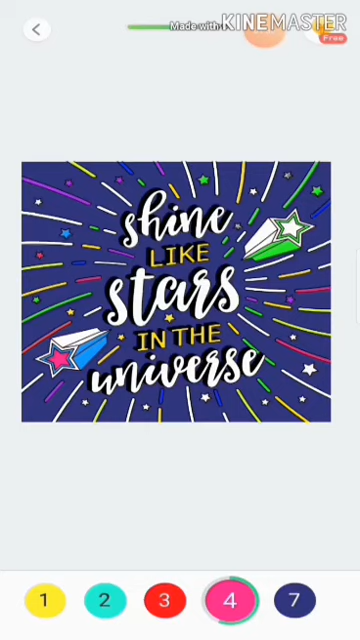 Made with
KINEMASTER
Free
shine
LIKE
stars
IN THE
universe
1 2 3 4 7